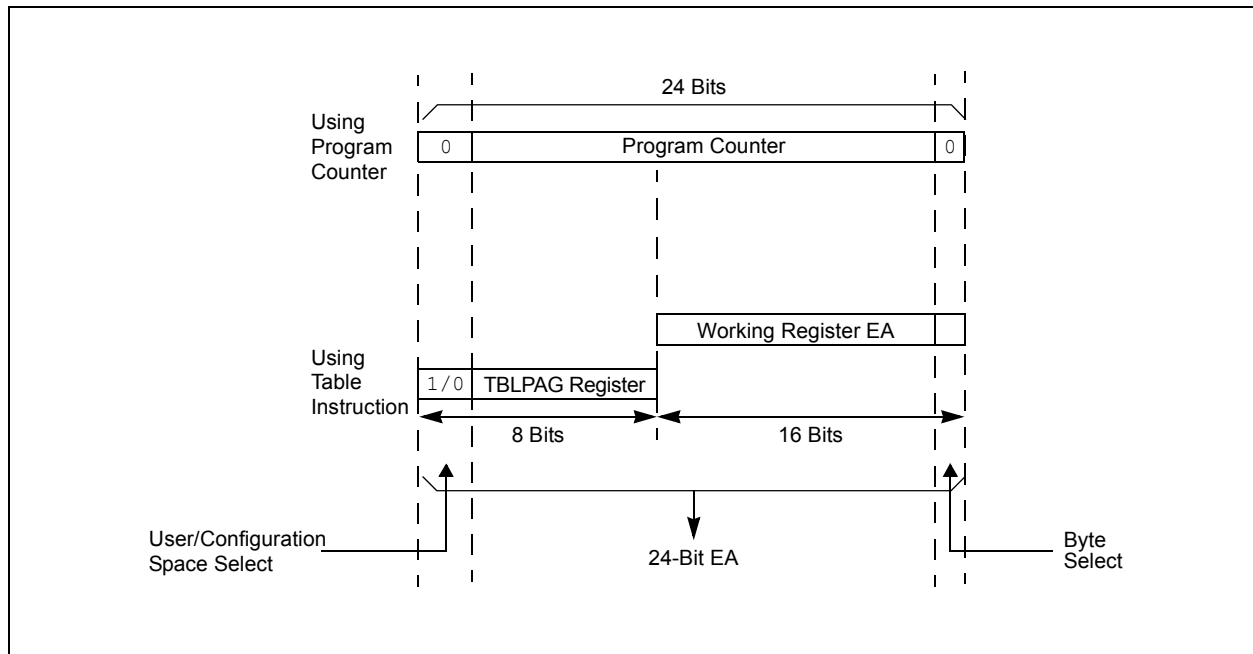 24 Bits
Using
Program
Counter
0
Program Counter
0
Working Register EA
Using
Table
Instruction
1/0
TBLPAG Register
8 Bits
16 Bits
User/Configuration
Space Select
24-Bit EA
Byte
Select